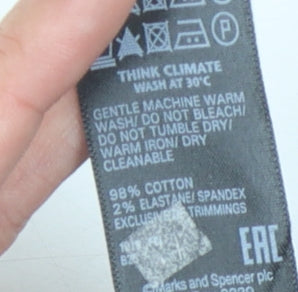 THINK CLIMATE
WASH AT 30°C
GENTLE MACHINE WARM
WASH/ DO NOT BLEACH/
DO NOT TUMBLE DRY/
WARM IRON/ DRY
CLEANABLE
98% COTTON
2% ELASTANE/ SPANDEX
EXCLUSIVE TRIMMINGS
EAC
Marks and Spencer plc